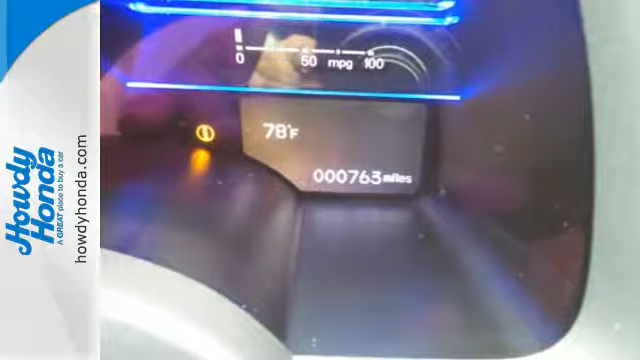 0 50 mpg 100
78°F
000763 miles
Howdy
Honda
A GREAT place to buy a car
howdyhonda.com